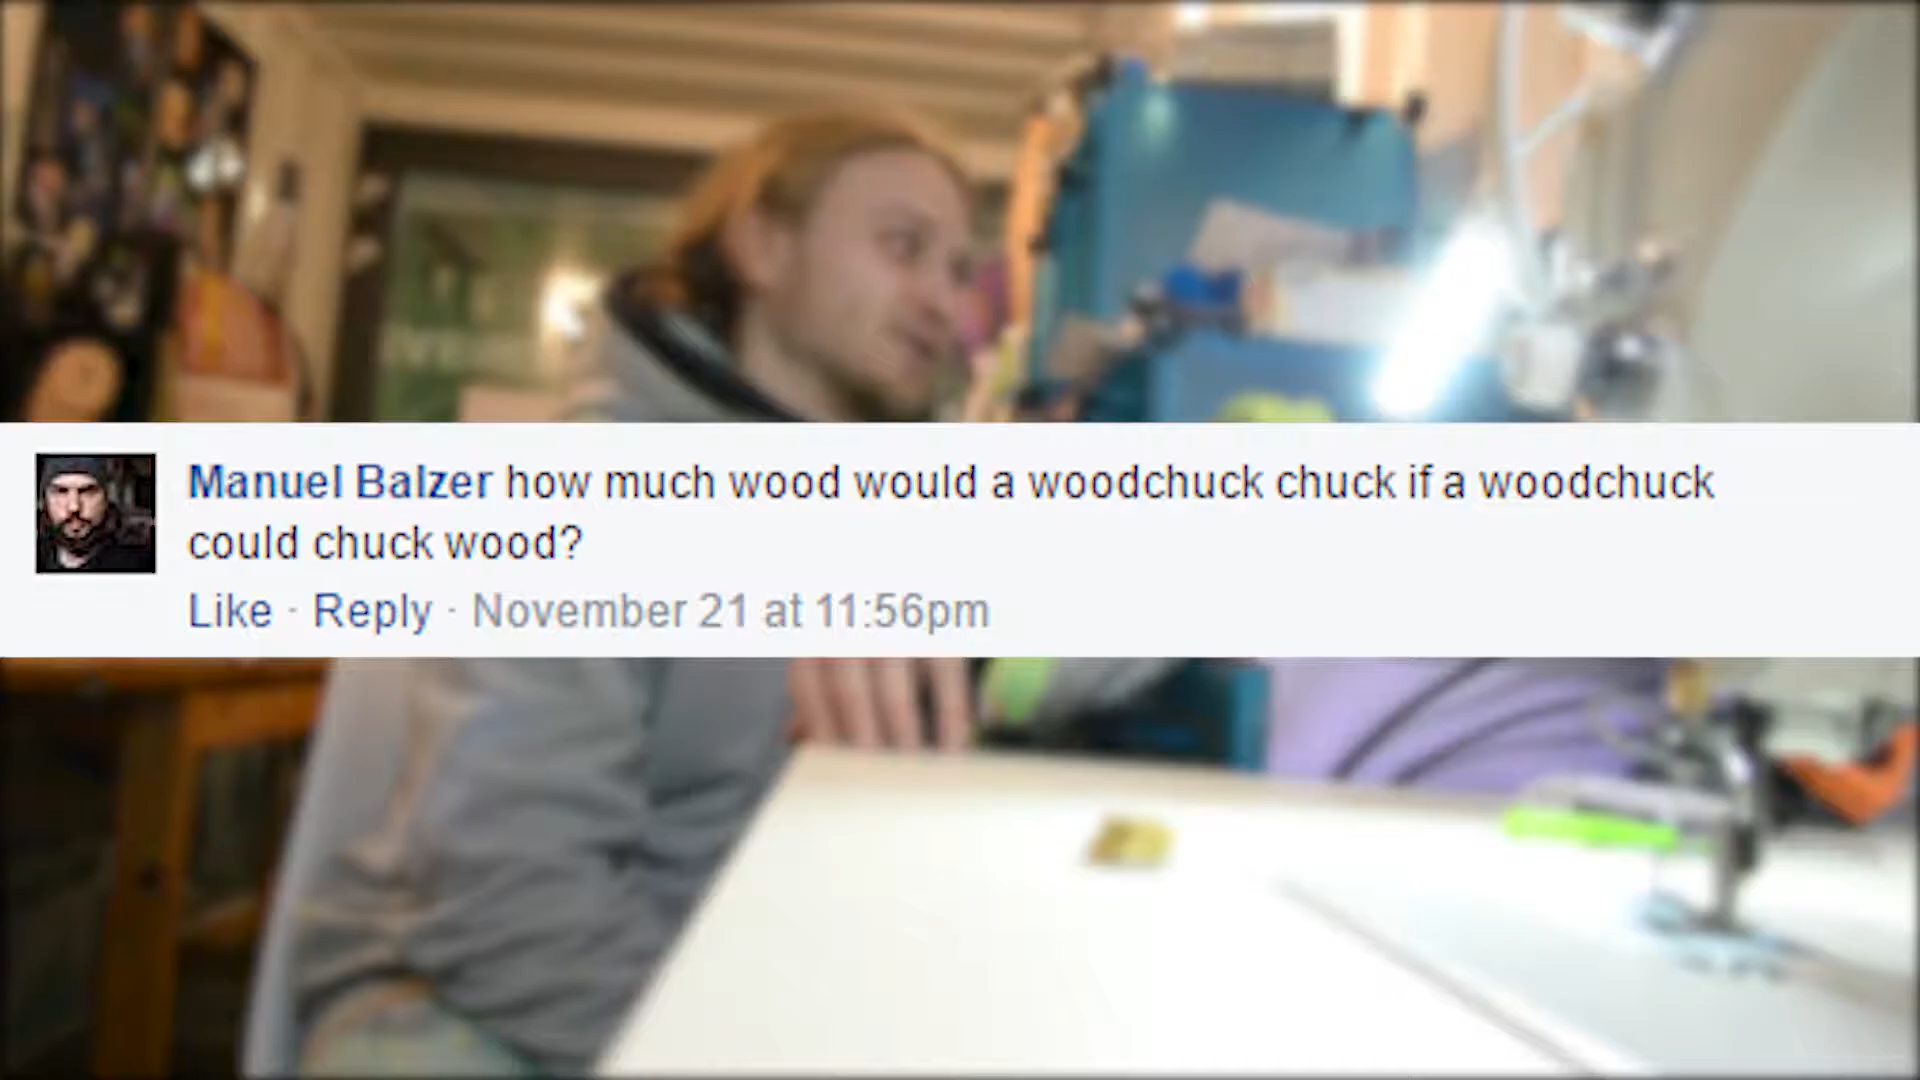 Manuel Balzer how much wood would a woodchuck chuck if a woodchuck
could chuck wood?
Like · Reply · November 21 at 11:56pm